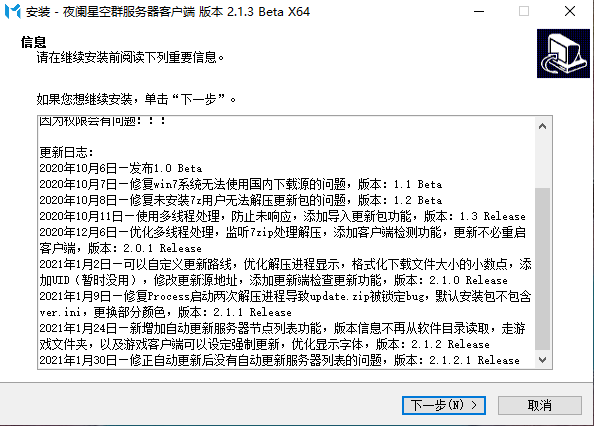 安装 - 夜阑星空群服务器客户端 版本 2.1.3 Beta X64
信息
请在继续安装前阅读下列重要信息。
如果您想继续安装，单击“下一步”。
因为权限会有问题：：：
更新日志：
2020年10月6日一发布1.0 Beta
2020年10月7日一修复win7系统无法使用国内下载源的问题，版本：1.1 Beta
2020年10月8日一修复未安装7z用户无法解压更新包的问题，版本：1.2 Beta
2020年10月11日一使用多线程处理，防止未响应，添加导入更新包功能，版本：1.3 Release
2020年12月6日一优化多线程处理，监听7zip处理解压，添加客户端检测功能，更新不必重启
客户端，版本：2.0.1 Release
2021年1月2日一可以自定义更新路线，优化解压进程显示，格式化下载文件大小的小数点，添
加UID（暂时没用），修改更新源地址，添加更新端检查更新功能，版本：2.1.0 Release
2021年1月9日一修复Process启动两次解压进程导致update.zip被锁定bug，默认安装包不包含
ver.ini，更换部分颜色，版本：2.1.1 Release
2021年1月24日一新增加自动更新服务器节点列表功能，版本信息不再从软件目录读取，走游
戏文件夹，以及游戏客户端可以设定强制更新，优化显示字体，版本：2.1.2 Release
2021年1月30日一修正自动更新后没有自动更新服务器列表的问题，版本：2.1.2.1 Release
下一步(N) >
取消